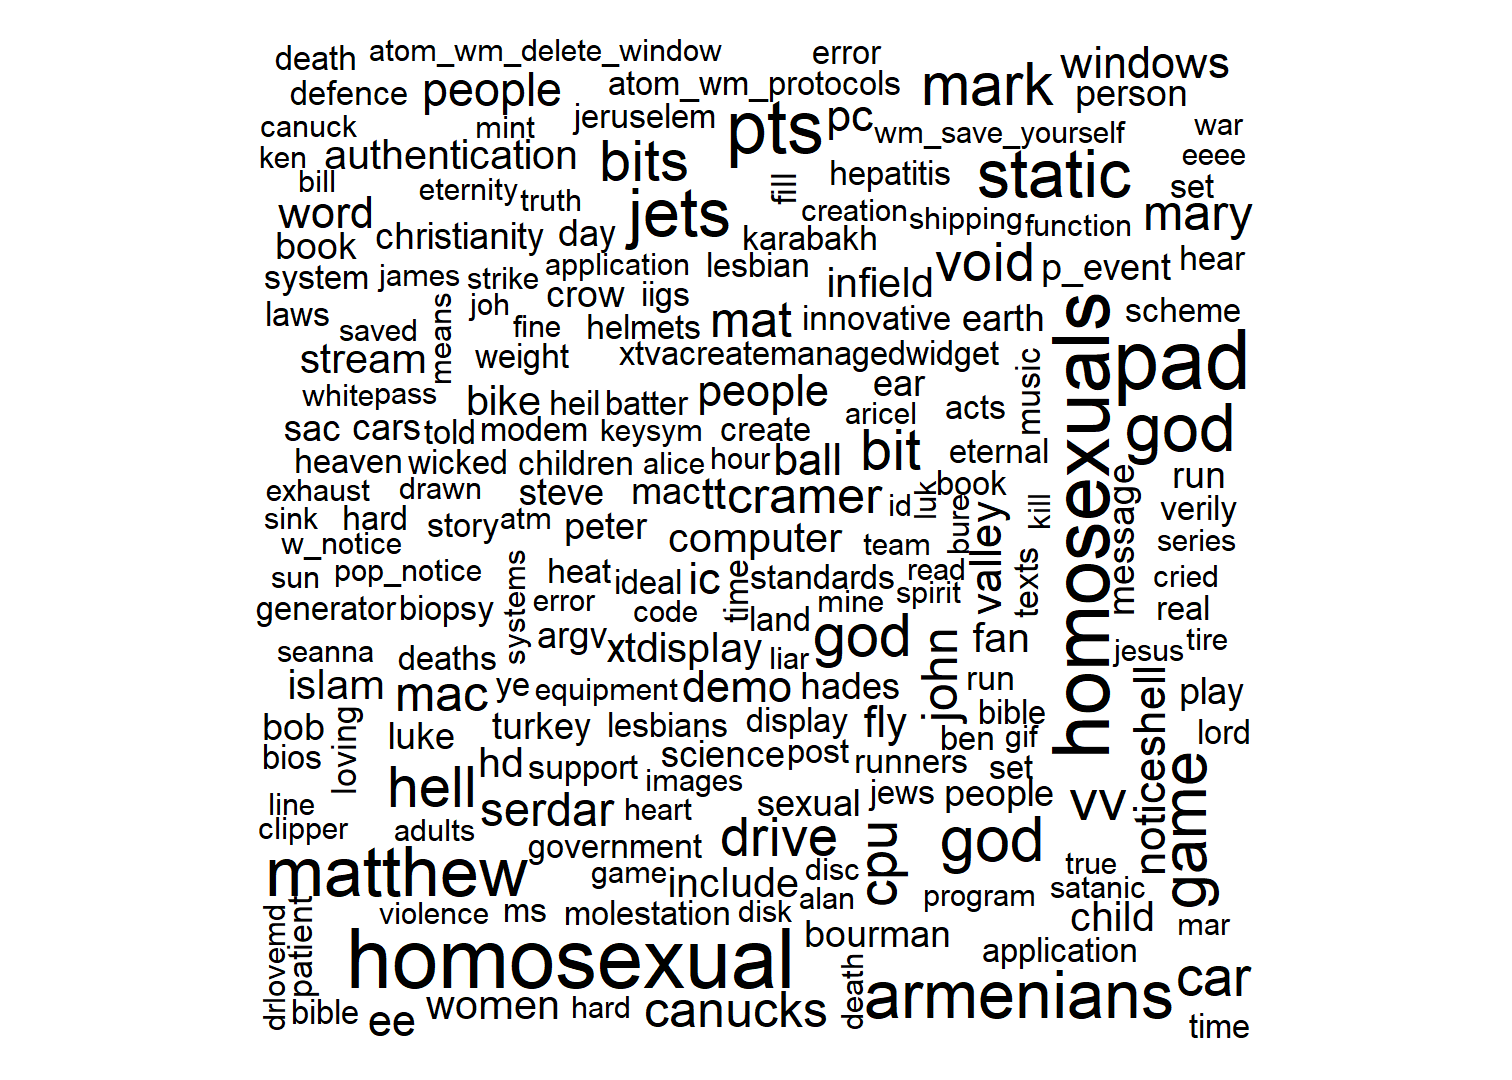 death atom_wm_delete_window error windows
defence people atom_wm_protocols mark person
canuck mint jeruselem pts pc wm_save_yourself war
ken authentication bits static eeee
bill eternity truth fill hepatitis set
word jets creation shipping function mary
book christianity day karabakh
system james strike application lesbian infield void p_event hear
laws joh crow iigs
saved means fine helmets mat innovative earth homosexuals scheme
stream weight xtvacreatemanagedwidget music pad
white pass bike heil batter people ear aricel acts
sac cars told modem keysym create god
heaven wicked children alice hour ball bit eternal
exhaust drawn steve mac tt cramer id luk book run
sink hard story atm peter bure kill message verily
w_notice computer team valley series
sun pop_notice systems heat ideal ic time standards read texts cried
generator biopsy error code land mine spirit real
seanna deaths argv xtdisplay liar god john fan jesus tire
islam mac ye equipment demo hades run noticeshell play
bob loving luke turkey lesbians display fly bible lord
bios hd support science post runners ben gif
line hell serdar images heart sexual jews set people vv game
clipper adults government drive cpu god true
matthew game include disc alan program satanic
drlovemd patient violence ms molestation disk child mar
homosexual bourman application
bible ee women hard canucks death armenians car
time